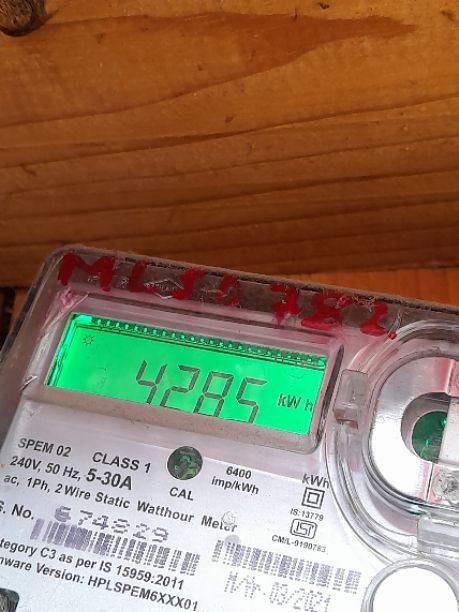 4285 kWh
SPEM 02 CLASS 1
240V, 50 Hz, 5-30A
ac, 1Ph, 2 Wire Static Watthour Meter
CAL
6400
imp/kWh
kWh
IS:13779
ISI
CM/L-9190783
s. No. 674829
ategory C3 as per IS 15959:2011
mware Version: HPLSPEM6XXX01